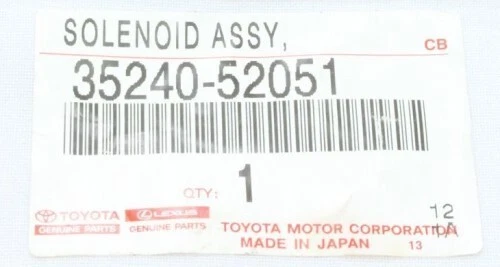 SOLENOID ASSY,
CB
35240-52051
QTY: 1
TOYOTA LEXUS
GENUINE PARTS GENUINE PARTS
12
TOYOTA MOTOR CORPORATION
MADE IN JAPAN 13